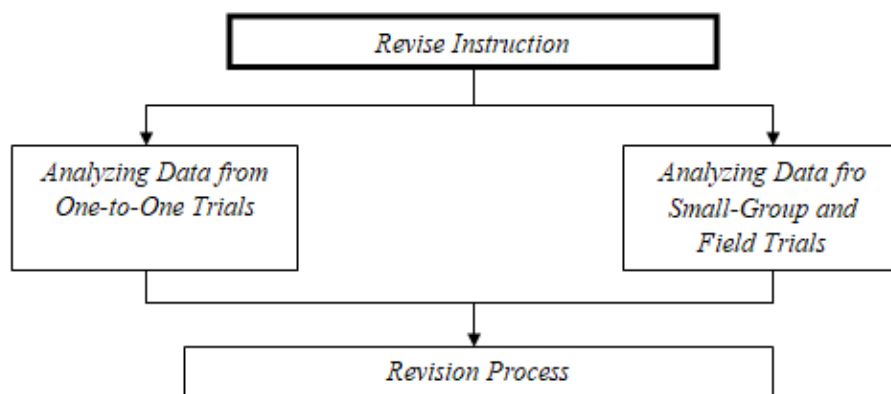 Revise Instruction
Analyzing Data from
One-to-One Trials
Analyzing Data fro
Small-Group and
Field Trials
Revision Process